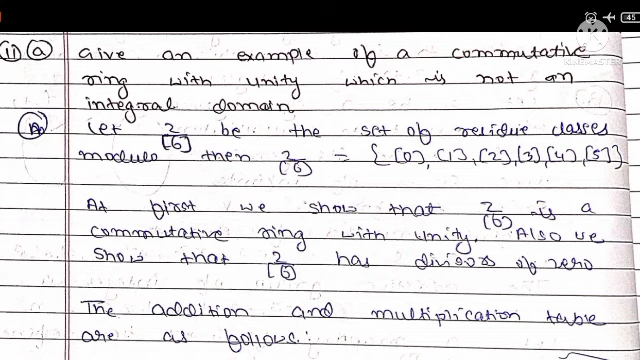 45
KINEMASTER
(ii) (a) Give an example of a commutative
ring with unity which is not an
integral domain
(A) Let Z/(6) be the set of residue classes
modulo then Z/(6) = {[0], [1], [2], [3], [4], [5]}
At first we show that Z/(6) is a
commutative ring with unity. Also we
show that Z/(6) has divisors of zero
The addition and multiplication table
are as follows: